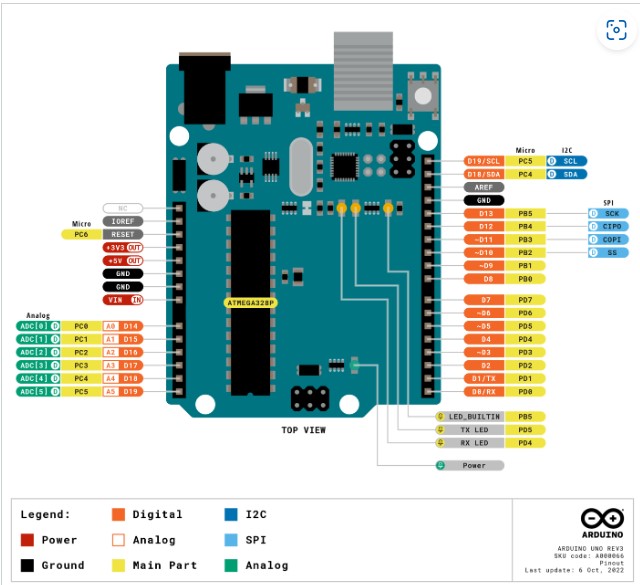 Micro I2C
D19/SCL PC5 D SCL
D18/SDA PC4 D SDA
AREF
GND
SPI
D13 PB5 D SCK
D12 PB4 D CIPO
~D11 PB3 D COPI
~D10 PB2 D SS
~D9 PB1
D8 PB0
D7 PD7
~D6 PD6
~D5 PD5
D4 PD4
~D3 PD3
D2 PD2
D1/TX PD1
D0/RX PD0
NC
IOREF
Micro
PC6 RESET
+3V3 OUT
+5V OUT
GND
GND
VIN IN
ATMEGA328P
Analog
ADC[0] D PC0 A0 D14
ADC[1] D PC1 A1 D15
ADC[2] D PC2 A2 D16
ADC[3] D PC3 A3 D17
ADC[4] D PC4 A4 D18
ADC[5] D PC5 A5 D19
LED_BUILTIN PB5
TX LED PD5
RX LED PD4
Power
TOP VIEW
Legend:
Power
Ground
Digital
Analog
Main Part
I2C
SPI
Analog
ARDUINO
ARDUINO UNO REV3
SKU code: A000066
Pinout
Last update: 6 Oct, 2022